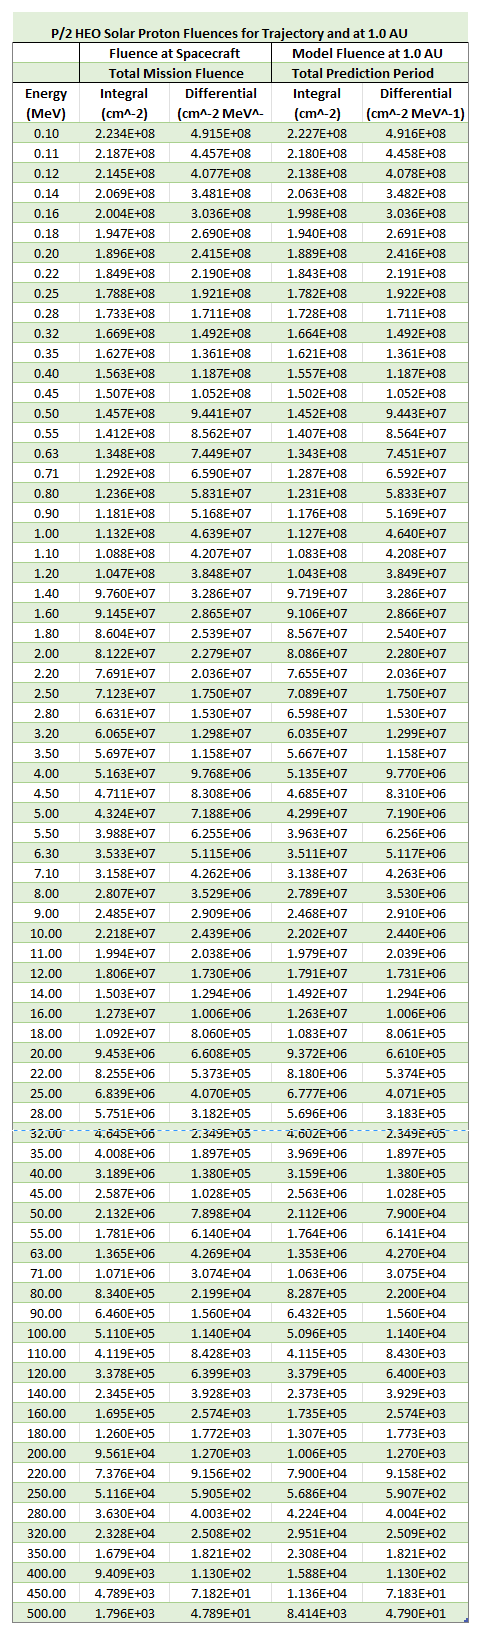 P/2 HEO Solar Proton Fluences for Trajectory and at 1.0 AU
Fluence at Spacecraft Model Fluence at 1.0 AU
Total Mission Fluence Total Prediction Period
Energy Integral Differential Integral Differential
(MeV) (cm^-2) (cm^-2 MeV^- (cm^-2) (cm^-2 MeV^-1)
0.10 2.234E+08 4.915E+08 2.227E+08 4.916E+08
0.11 2.187E+08 4.457E+08 2.180E+08 4.458E+08
0.12 2.145E+08 4.077E+08 2.138E+08 4.078E+08
0.14 2.069E+08 3.481E+08 2.063E+08 3.482E+08
0.16 2.004E+08 3.036E+08 1.998E+08 3.036E+08
0.18 1.947E+08 2.690E+08 1.940E+08 2.691E+08
0.20 1.896E+08 2.415E+08 1.889E+08 2.416E+08
0.22 1.849E+08 2.190E+08 1.843E+08 2.191E+08
0.25 1.788E+08 1.921E+08 1.782E+08 1.922E+08
0.28 1.733E+08 1.711E+08 1.728E+08 1.711E+08
0.32 1.669E+08 1.492E+08 1.664E+08 1.492E+08
0.35 1.627E+08 1.361E+08 1.621E+08 1.361E+08
0.40 1.563E+08 1.187E+08 1.557E+08 1.187E+08
0.45 1.507E+08 1.052E+08 1.502E+08 1.052E+08
0.50 1.457E+08 9.441E+07 1.452E+08 9.443E+07
0.55 1.412E+08 8.562E+07 1.407E+08 8.564E+07
0.63 1.348E+08 7.449E+07 1.343E+08 7.451E+07
0.71 1.292E+08 6.590E+07 1.287E+08 6.592E+07
0.80 1.236E+08 5.831E+07 1.231E+08 5.833E+07
0.90 1.181E+08 5.168E+07 1.176E+08 5.169E+07
1.00 1.132E+08 4.639E+07 1.127E+08 4.640E+07
1.10 1.088E+08 4.207E+07 1.083E+08 4.208E+07
1.20 1.047E+08 3.848E+07 1.043E+08 3.849E+07
1.40 9.760E+07 3.286E+07 9.719E+07 3.286E+07
1.60 9.145E+07 2.865E+07 9.106E+07 2.866E+07
1.80 8.604E+07 2.539E+07 8.567E+07 2.540E+07
2.00 8.122E+07 2.279E+07 8.086E+07 2.280E+07
2.20 7.691E+07 2.036E+07 7.655E+07 2.036E+07
2.50 7.123E+07 1.750E+07 7.089E+07 1.750E+07
2.80 6.631E+07 1.530E+07 6.598E+07 1.530E+07
3.20 6.065E+07 1.298E+07 6.035E+07 1.299E+07
3.50 5.697E+07 1.158E+07 5.667E+07 1.158E+07
4.00 5.163E+07 9.768E+06 5.135E+07 9.770E+06
4.50 4.711E+07 8.308E+06 4.685E+07 8.310E+06
5.00 4.324E+07 7.188E+06 4.299E+07 7.190E+06
5.50 3.988E+07 6.255E+06 3.963E+07 6.256E+06
6.30 3.533E+07 5.115E+06 3.511E+07 5.117E+06
7.10 3.158E+07 4.262E+06 3.138E+07 4.263E+06
8.00 2.807E+07 3.529E+06 2.789E+07 3.530E+06
9.00 2.485E+07 2.909E+06 2.468E+07 2.910E+06
10.00 2.218E+07 2.439E+06 2.202E+07 2.440E+06
11.00 1.994E+07 2.038E+06 1.979E+07 2.039E+06
12.00 1.806E+07 1.730E+06 1.791E+07 1.731E+06
14.00 1.503E+07 1.294E+06 1.492E+07 1.294E+06
16.00 1.273E+07 1.006E+06 1.263E+07 1.006E+06
18.00 1.092E+07 8.060E+05 1.083E+07 8.061E+05
20.00 9.453E+06 6.608E+05 9.372E+06 6.610E+05
22.00 8.255E+06 5.373E+05 8.180E+06 5.374E+05
25.00 6.839E+06 4.070E+05 6.777E+06 4.071E+05
28.00 5.751E+06 3.182E+05 5.696E+06 3.183E+05
32.00 4.645E+06 2.349E+05 4.602E+06 2.349E+05
35.00 4.008E+06 1.897E+05 3.969E+06 1.897E+05
40.00 3.189E+06 1.380E+05 3.159E+06 1.380E+05
45.00 2.587E+06 1.028E+05 2.563E+06 1.028E+05
50.00 2.132E+06 7.898E+04 2.112E+06 7.900E+04
55.00 1.781E+06 6.140E+04 1.764E+06 6.141E+04
63.00 1.365E+06 4.269E+04 1.353E+06 4.270E+04
71.00 1.071E+06 3.074E+04 1.063E+06 3.075E+04
80.00 8.340E+05 2.199E+04 8.287E+05 2.200E+04
90.00 6.460E+05 1.560E+04 6.432E+05 1.560E+04
100.00 5.110E+05 1.140E+04 5.096E+05 1.140E+04
110.00 4.119E+05 8.428E+03 4.115E+05 8.430E+03
120.00 3.378E+05 6.399E+03 3.379E+05 6.400E+03
140.00 2.345E+05 3.928E+03 2.373E+05 3.929E+03
160.00 1.695E+05 2.574E+03 1.735E+05 2.574E+03
180.00 1.260E+05 1.772E+03 1.307E+05 1.773E+03
200.00 9.561E+04 1.270E+03 1.006E+05 1.270E+03
220.00 7.376E+04 9.156E+02 7.900E+04 9.158E+02
250.00 5.116E+04 5.905E+02 5.686E+04 5.907E+02
280.00 3.630E+04 4.003E+02 4.224E+04 4.004E+02
320.00 2.328E+04 2.508E+02 2.951E+04 2.509E+02
350.00 1.679E+04 1.821E+02 2.308E+04 1.821E+02
400.00 9.409E+03 1.130E+02 1.588E+04 1.130E+02
450.00 4.789E+03 7.182E+01 1.136E+04 7.183E+01
500.00 1.796E+03 4.789E+01 8.414E+03 4.790E+01